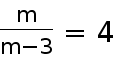 m/(m−3) = 4